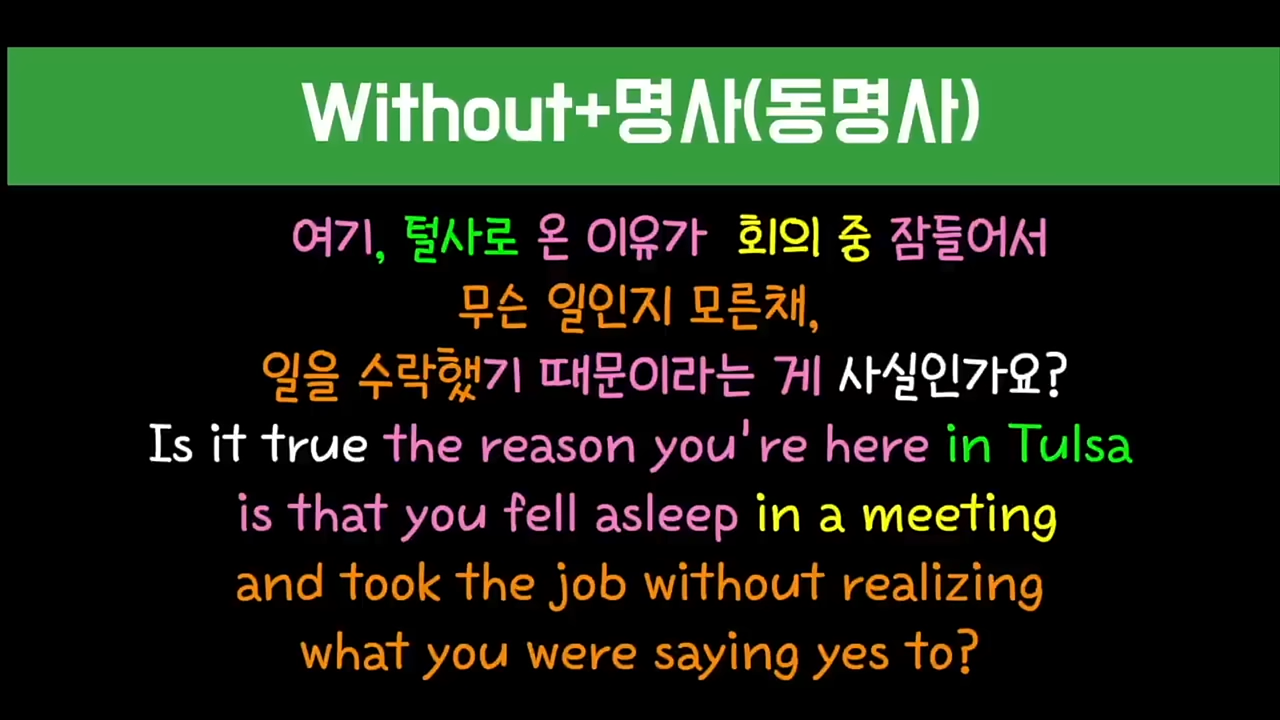 Without+명사(동명사)
여기, 털사로 온 이유가 회의 중 잠들어서
무슨 일인지 모른채,
일을 수락했기 때문이라는 게 사실인가요?
Is it true the reason you're here in Tulsa
is that you fell asleep in a meeting
and took the job without realizing
what you were saying yes to?